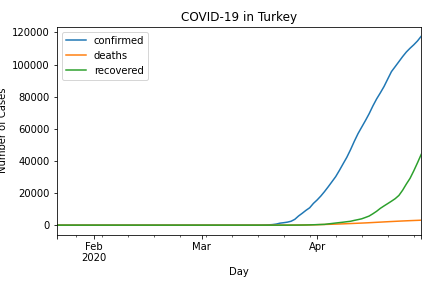 COVID-19 in Turkey
confirmed
deaths
recovered
120000
100000
80000
60000
40000
20000
0
Number of Cases
Feb
2020
Mar
Apr
Day